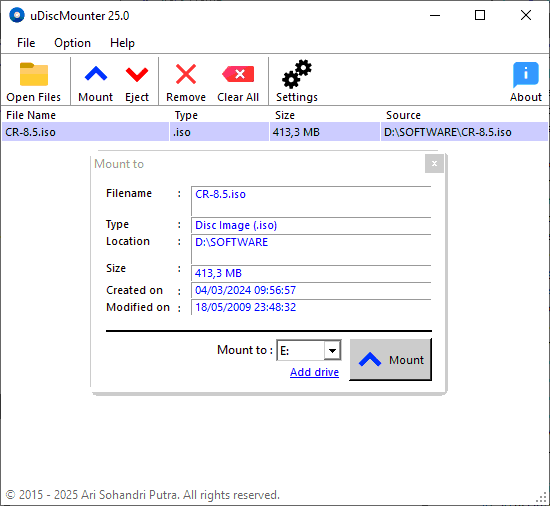 uDiscMounter 25.0
File Option Help
Open Files Mount Eject Remove Clear All Settings About
File Name Type Size Source
CR-8.5.iso .iso 413,3 MB D:\SOFTWARE\CR-8.5.iso
Mount to x
Filename : CR-8.5.iso
Type : Disc Image (.iso)
Location : D:\SOFTWARE
Size : 413,3 MB
Created on : 04/03/2024 09:56:57
Modified on : 18/05/2009 23:48:32
Mount to : E: Mount
Add drive
© 2015 - 2025 Ari Sohandri Putra. All rights reserved.